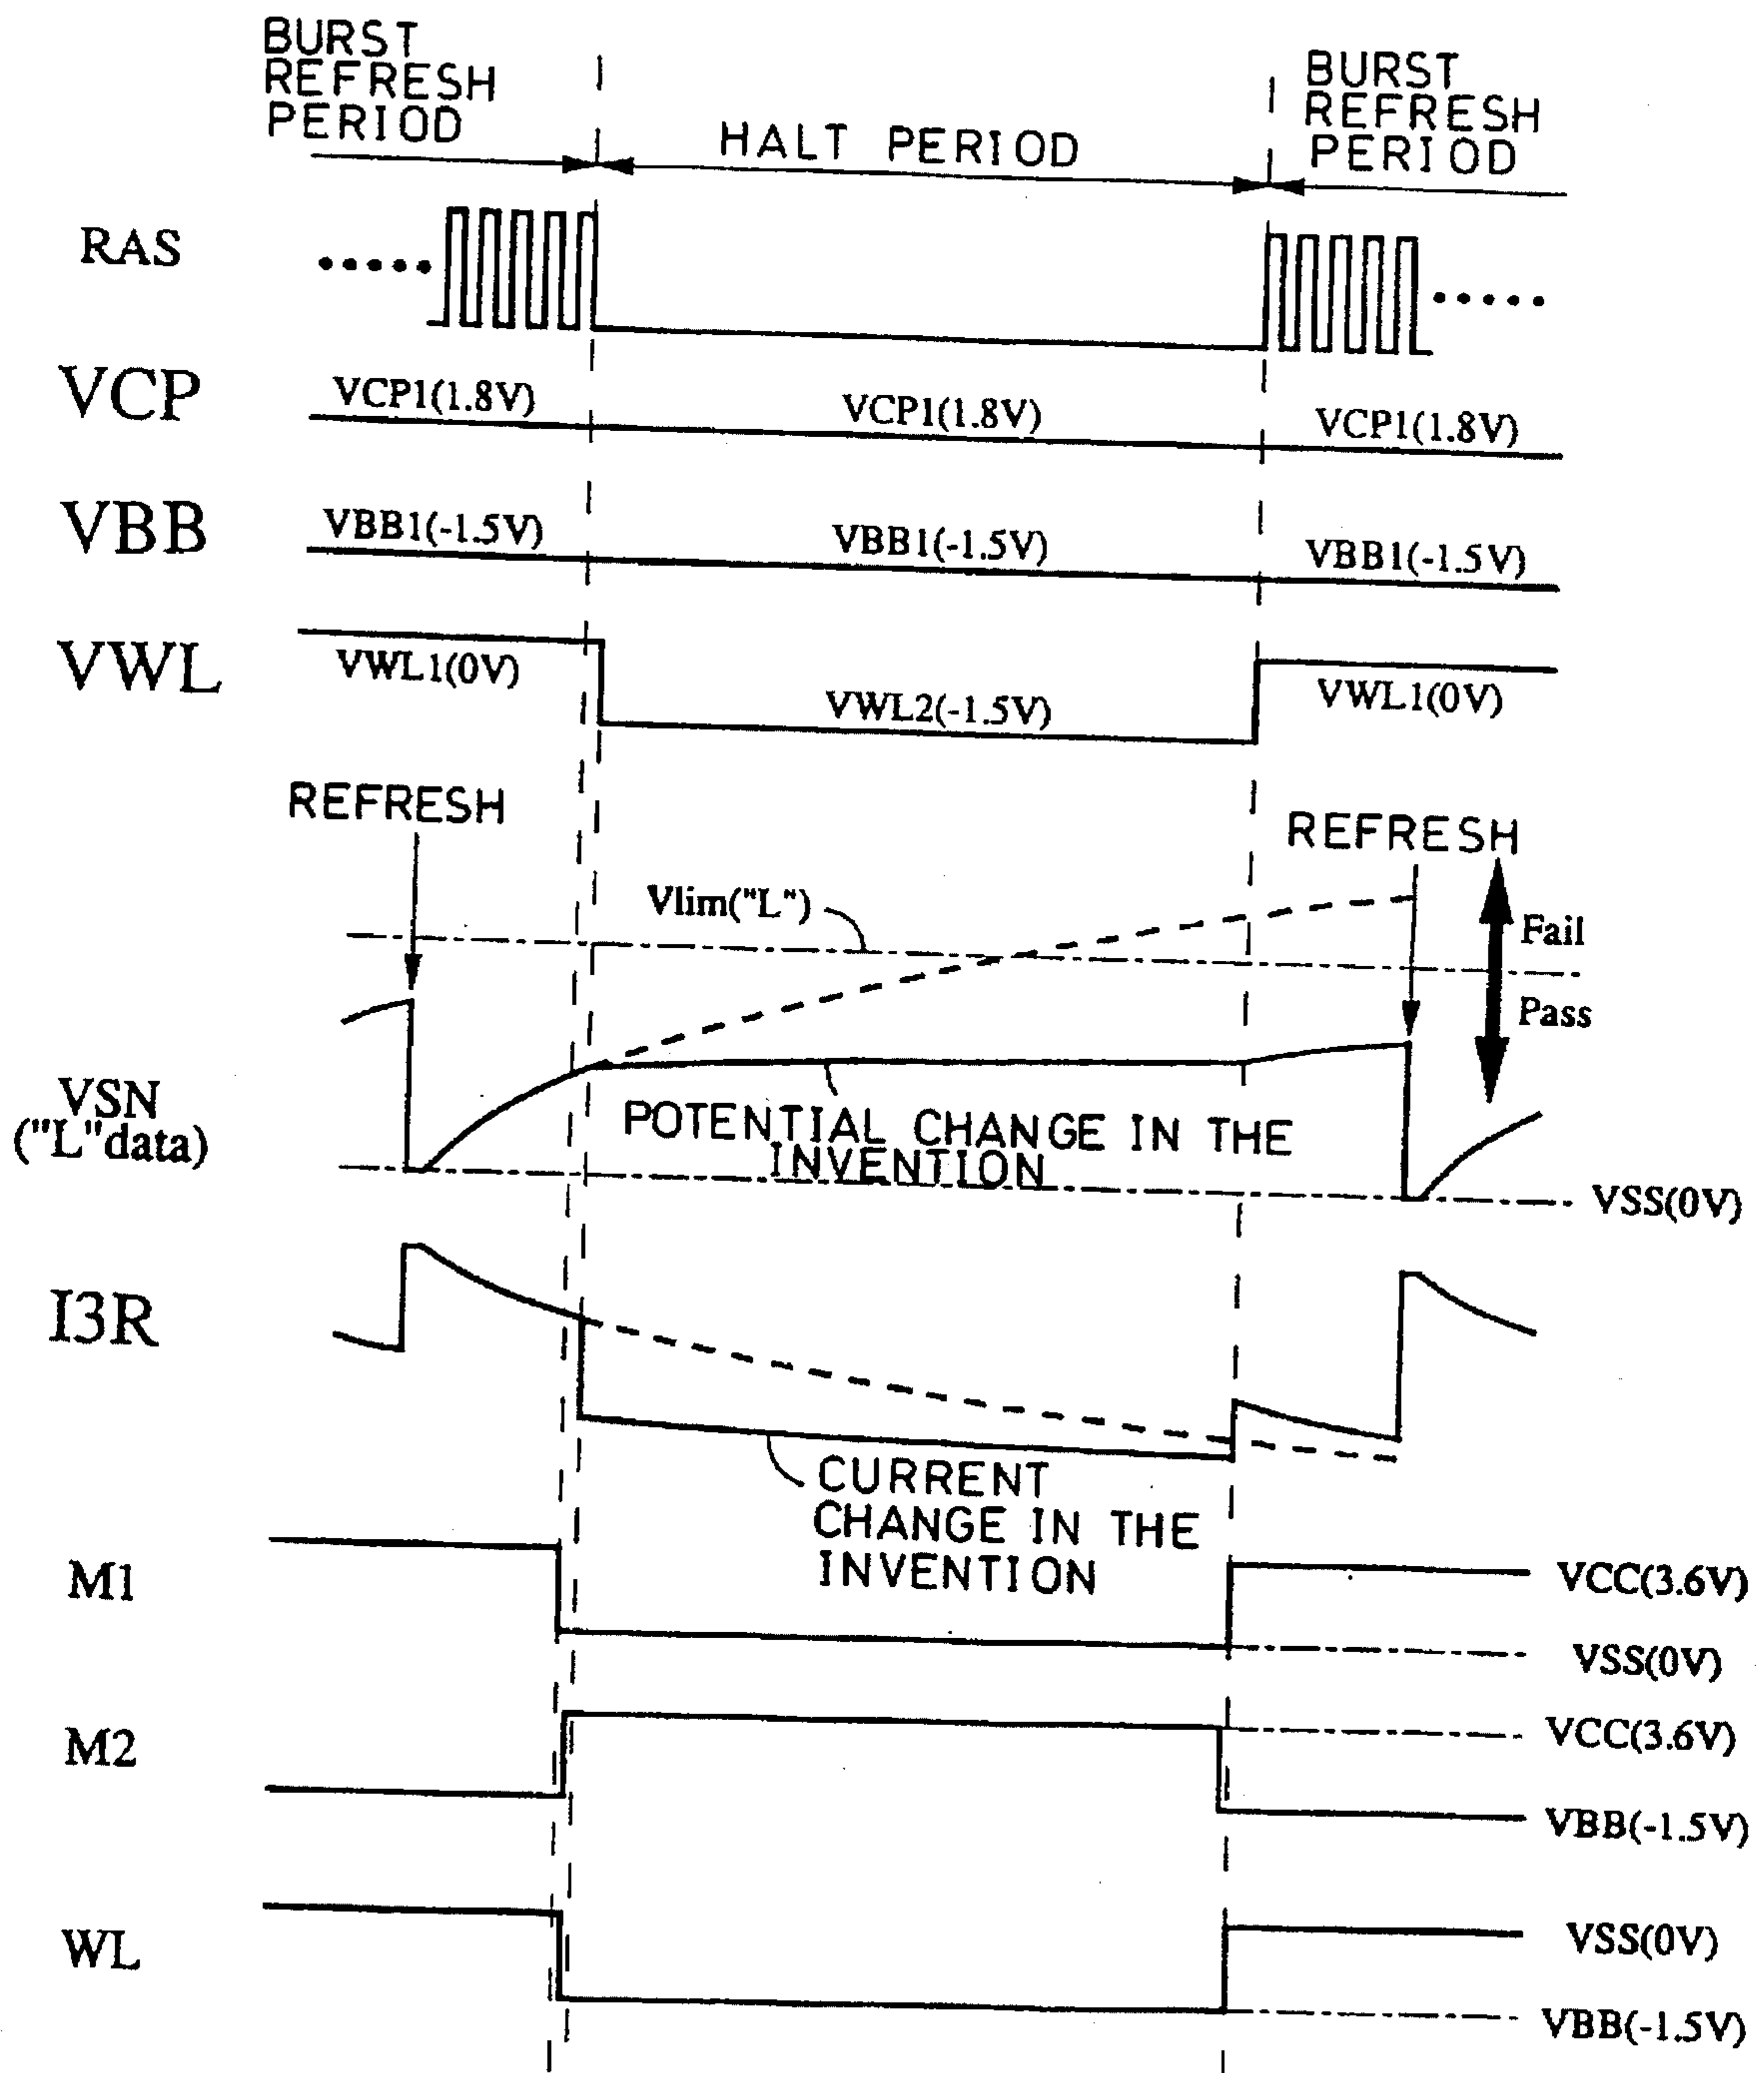 BURST
REFRESH
PERIOD
HALT PERIOD
BURST
REFRESH
PERIOD
RAS
VCP
VCP1(1.8V)
VCP1(1.8V)
VCP1(1.8V)
VBB
VBB1(-1.5V)
VBB1(-1.5V)
VBB1(-1.5V)
VWL
VWL1(0V)
VWL2(-1.5V)
VWL1(0V)
REFRESH
REFRESH
Vlim("L")
Fail
Pass
VSN
("L"data)
POTENTIAL CHANGE IN THE
INVENTION
VSS(0V)
I3R
CURRENT
CHANGE IN THE
INVENTION
M1
VCC(3.6V)
VSS(0V)
M2
VCC(3.6V)
VBB(-1.5V)
WL
VSS(0V)
VBB(-1.5V)